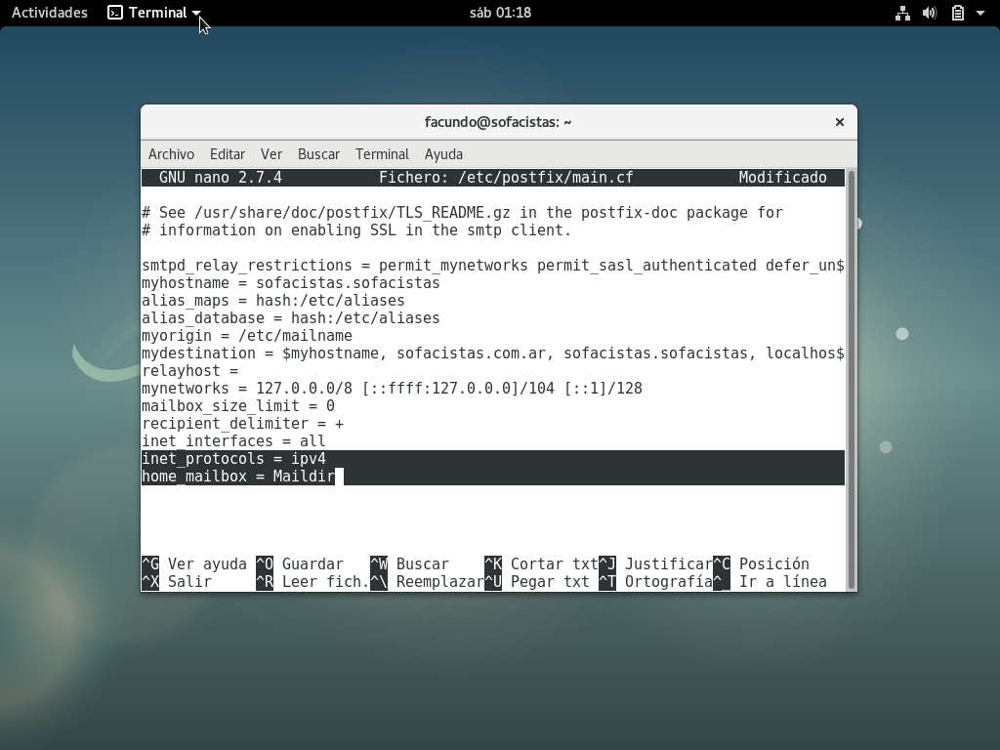 Actividades Terminal sáb 01:18
facundo@sofacistas: ~ ×
Archivo Editar Ver Buscar Terminal Ayuda
GNU nano 2.7.4 Fichero: /etc/postfix/main.cf Modificado
# See /usr/share/doc/postfix/TLS_README.gz in the postfix-doc package for
# information on enabling SSL in the smtp client.
smtpd_relay_restrictions = permit_mynetworks permit_sasl_authenticated defer_un$
myhostname = sofacistas.sofacistas
alias_maps = hash:/etc/aliases
alias_database = hash:/etc/aliases
myorigin = /etc/mailname
mydestination = $myhostname, sofacistas.com.ar, sofacistas.sofacistas, localhos$
relayhost =
mynetworks = 127.0.0.0/8 [::ffff:127.0.0.0]/104 [::1]/128
mailbox_size_limit = 0
recipient_delimiter = +
inet_interfaces = all
inet_protocols = ipv4
home_mailbox = Maildir
^G Ver ayuda ^O Guardar ^W Buscar ^K Cortar txt ^J Justificar ^C Posición
^X Salir ^R Leer fich. ^\ Reemplazar ^U Pegar txt ^T Ortografía ^_ Ir a línea